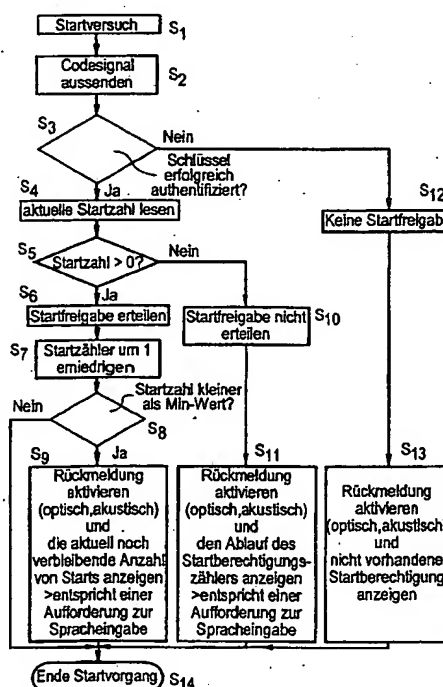 Startversuch S1
Codesignal
aussenden
S2
S3
Nein
Schlüssel
erfolgreich
authentifiziert?
S4
Ja
S12
aktuelle Startzahl lesen
Keine Startfreigabe
S5
Startzahl > 0?
Nein
S6
Ja
Startfreigabe erteilen
Startfreigabe nicht
erteilen
S10
S7
Startzähler um 1
erniedrigen
Startzahl kleiner
als Min-Wert?
Nein
S8
S9
Ja
Rückmeldung
aktivieren
(optisch,akustisch)
und
die aktuell noch
verbleibende Anzahl
von Starts anzeigen
>entspricht einer
Aufforderung zur
Spracheingabe
S11
Rückmeldung
aktivieren
(optisch,akustisch)
und
den Ablauf des
Startberechtigungs-
zählers anzeigen
>entspricht einer
Aufforderung zur
Spracheingabe
S13
Rückmeldung
aktivieren
(optisch,akustisch)
und
nicht vorhandene
Startberechtigung
anzeigen
Ende Startvorgang S14